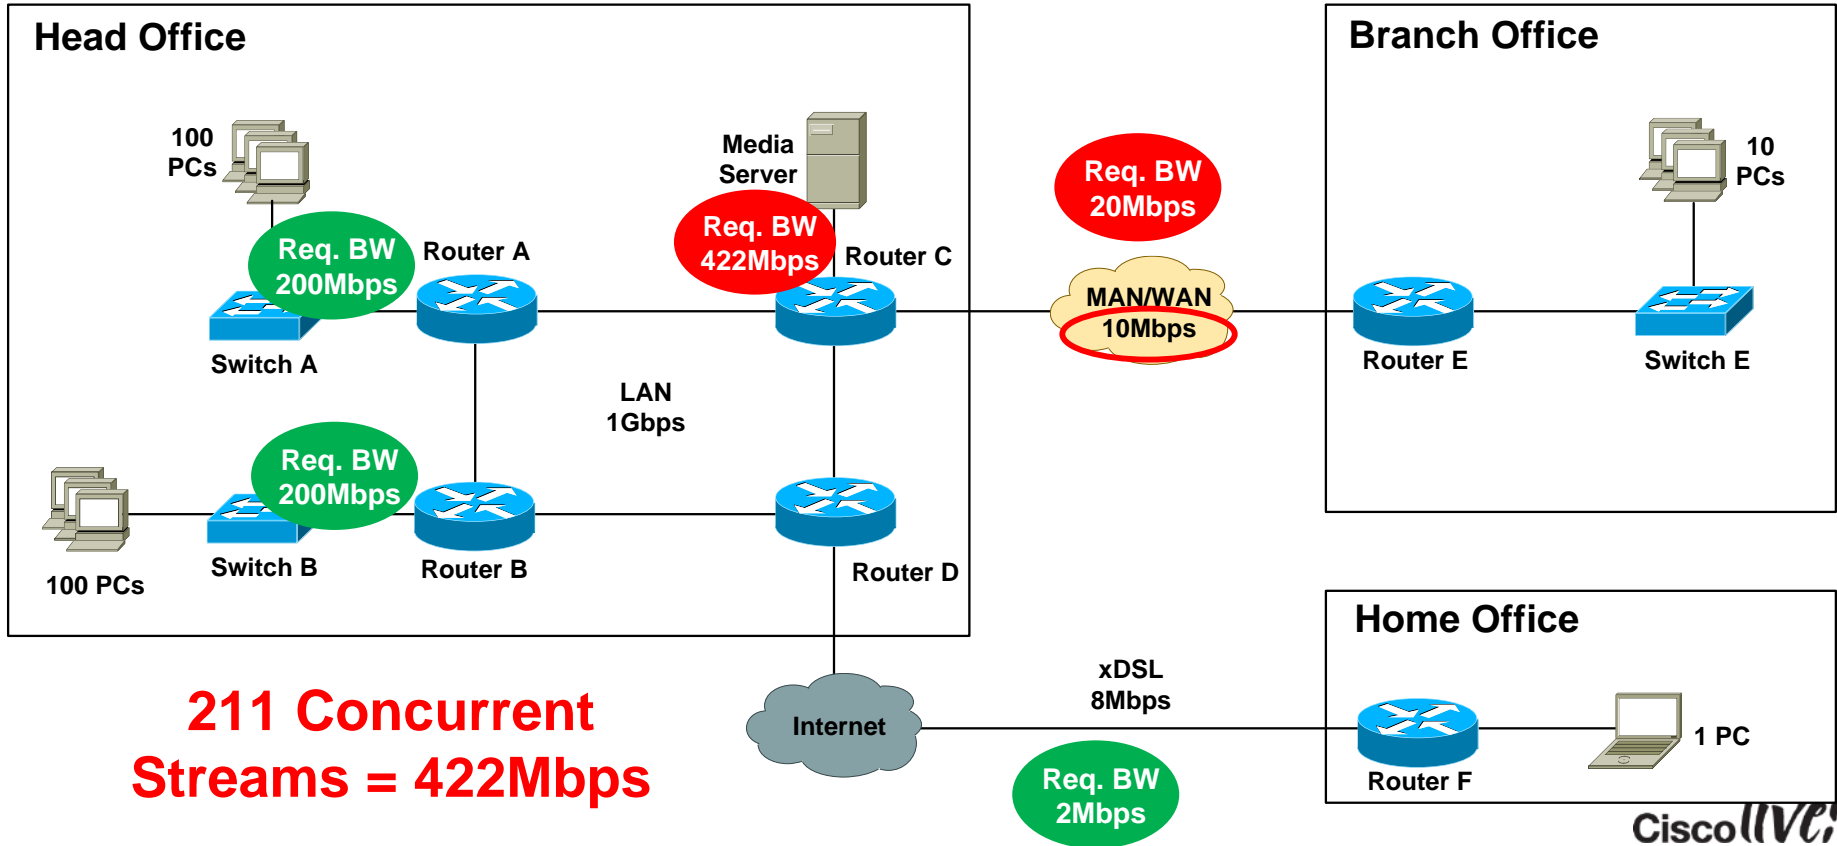 Head Office
Branch Office
100
PCs
Media
Server
Req. BW
20Mbps
10
PCs
Req. BW
200Mbps
Router A
Req. BW
422Mbps
Router C
MAN/WAN
10Mbps
Switch A
Router E
Switch E
LAN
1Gbps
Req. BW
200Mbps
100 PCs
Switch B
Router B
Router D
Home Office
211 Concurrent
Streams = 422Mbps
Internet
xDSL
8Mbps
Req. BW
2Mbps
Router F
1 PC
Cisco live!